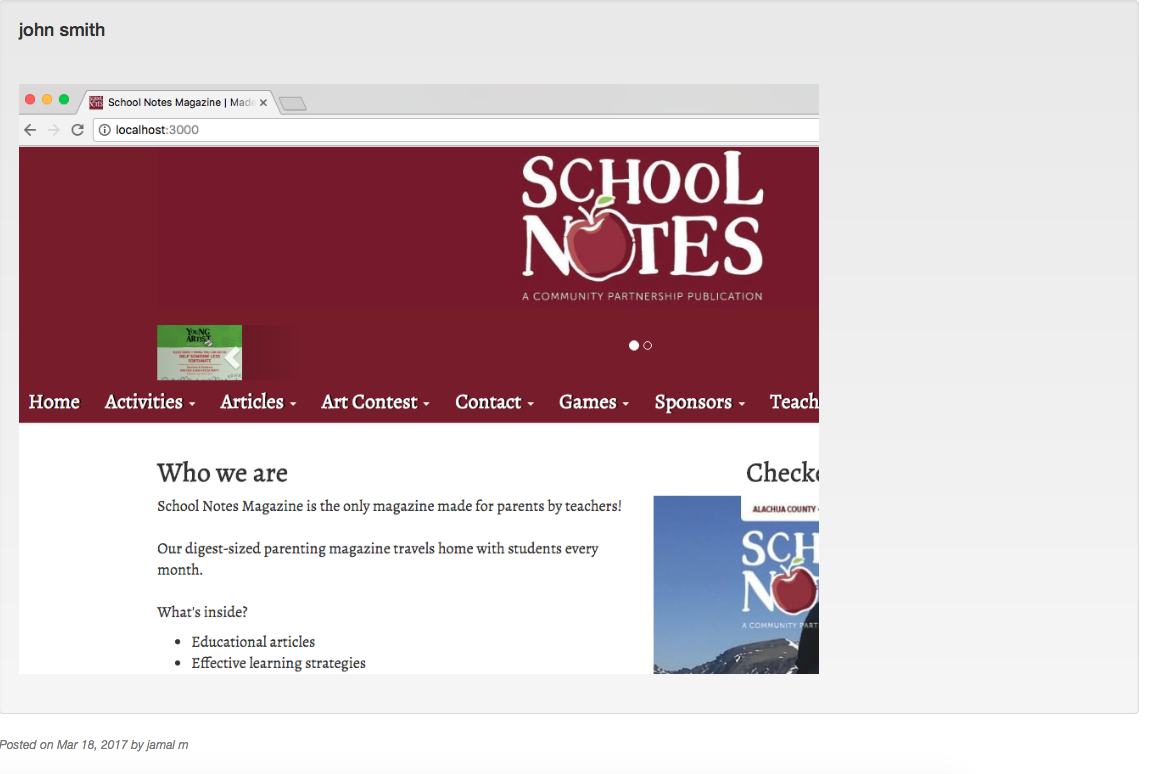 john smith
School Notes Magazine | Made
localhost:3000
SCHOOL
NOTES
A COMMUNITY PARTNERSHIP PUBLICATION
YOUNG
ARTIST
Home Activities Articles Art Contest Contact Games Sponsors Teach
Who we are
School Notes Magazine is the only magazine made for parents by teachers!
Our digest-sized parenting magazine travels home with students every
month.
What's inside?
Educational articles
Effective learning strategies
Checko
ALACHUA COUNTY
SCH
NO
A COMMUNITY PART
Posted on Mar 18, 2017 by jamal m